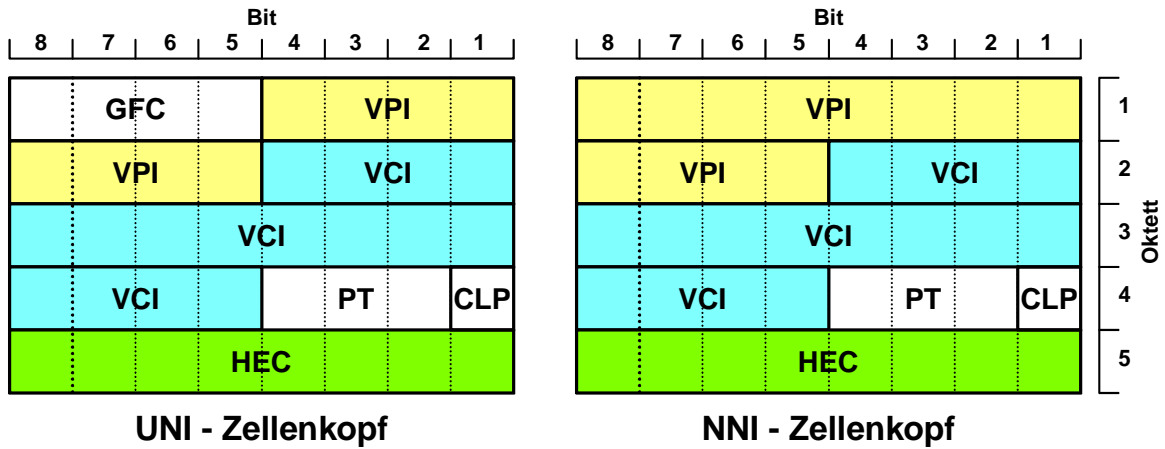 Bit Bit
8 7 6 5 4 3 2 1 8 7 6 5 4 3 2 1
GFC VPI VPI 1
VPI VCI VPI VCI 2
VCI VCI 3
VCI PT CLP VCI PT CLP 4
HEC HEC 5
Oktett
UNI - Zellenkopf NNI - Zellenkopf